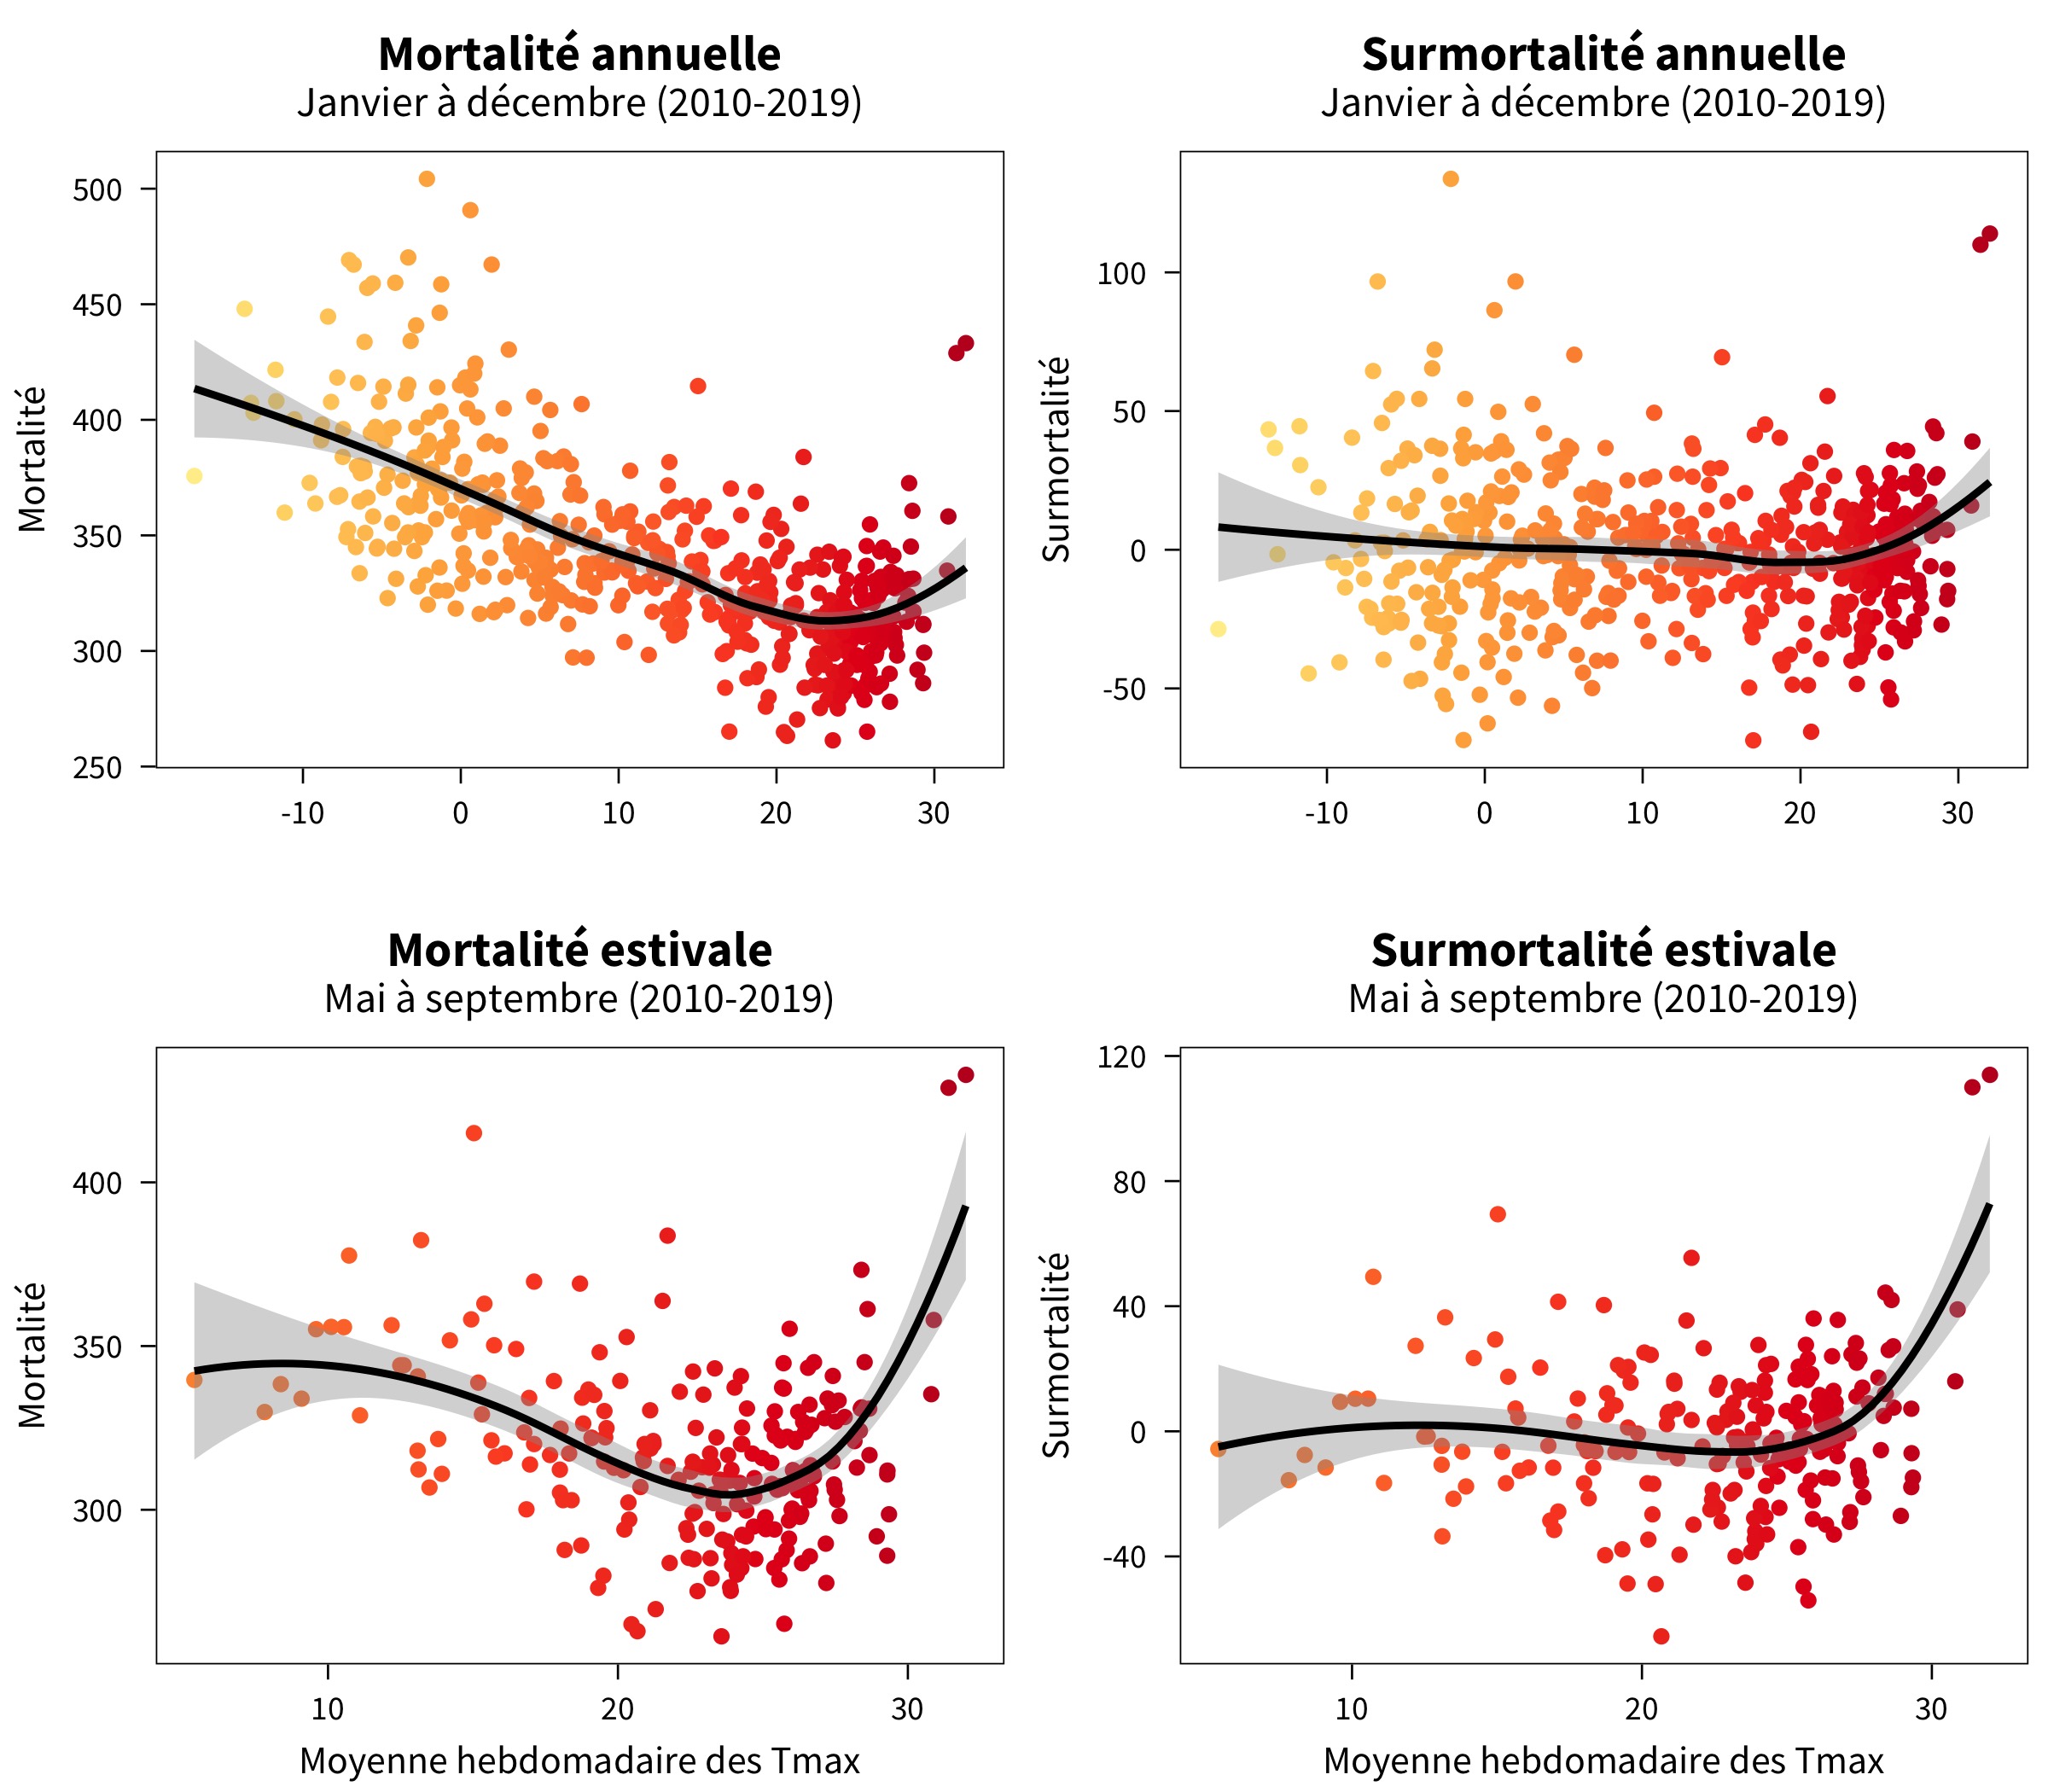 Mortalité annuelle
Janvier à décembre (2010-2019)
Mortalité
500
450
400
350
300
250
-10 0 10 20 30
Surmortalité annuelle
Janvier à décembre (2010-2019)
Surmortalité
100
50
0
-50
-10 0 10 20 30
Mortalité estivale
Mai à septembre (2010-2019)
Mortalité
400
350
300
10 20 30
Moyenne hebdomadaire des Tmax
Surmortalité estivale
Mai à septembre (2010-2019)
Surmortalité
120
80
40
0
-40
10 20 30
Moyenne hebdomadaire des Tmax